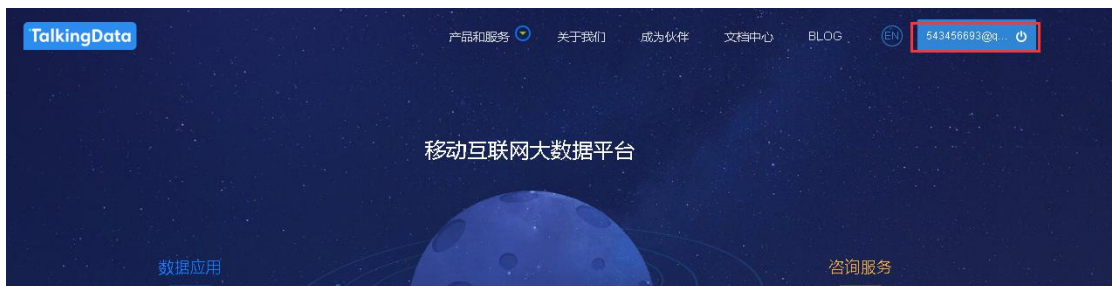 TalkingData 产品和服务 关于我们 成为伙伴 文档中心 BLOG EN 543456693@q...
移动互联网大数据平台
数据应用 咨询服务